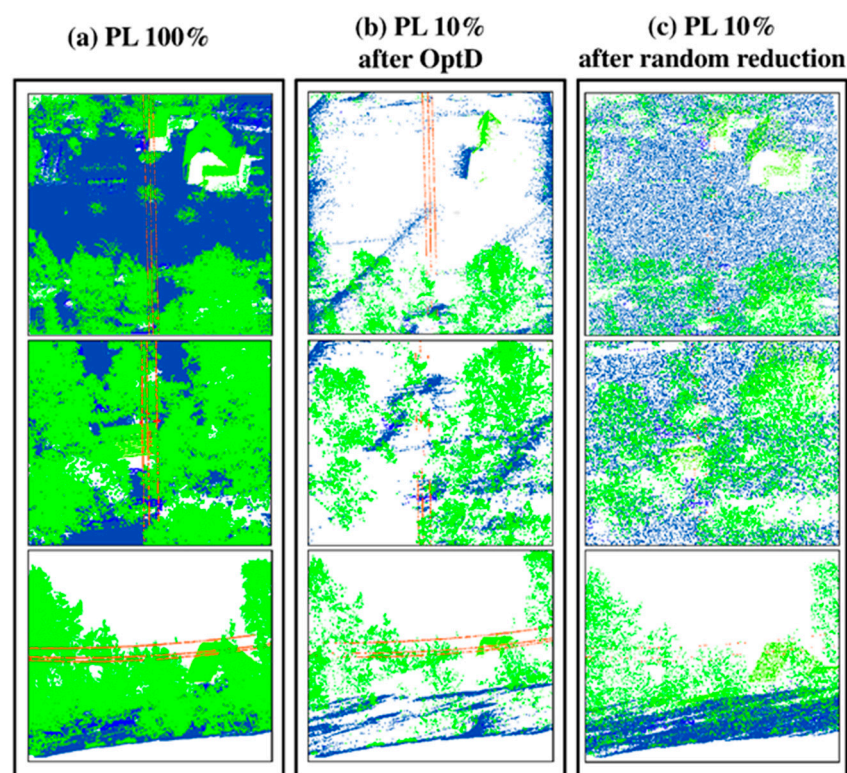 (a) PL 100%
(b) PL 10%
after OptD
(c) PL 10%
after random reduction